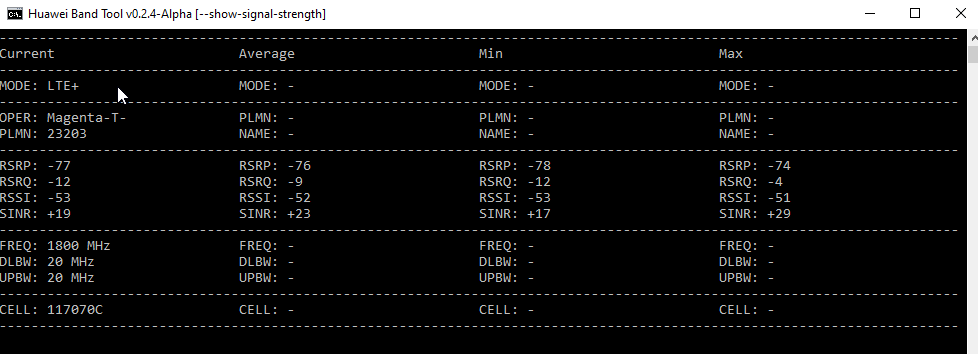 Huawei Band Tool v0.2.4-Alpha [--show-signal-strength]
Current Average Min Max
MODE: LTE+ MODE: - MODE: - MODE: -
OPER: Magenta-T- PLMN: - PLMN: - PLMN: -
PLMN: 23203 NAME: - NAME: - NAME: -
RSRP: -77 RSRP: -76 RSRP: -78 RSRP: -74
RSRQ: -12 RSRQ: -9 RSRQ: -12 RSRQ: -4
RSSI: -53 RSSI: -52 RSSI: -53 RSSI: -51
SINR: +19 SINR: +23 SINR: +17 SINR: +29
FREQ: 1800 MHz FREQ: - FREQ: - FREQ: -
DLBW: 20 MHz DLBW: - DLBW: - DLBW: -
UPBW: 20 MHz UPBW: - UPBW: - UPBW: -
CELL: 117070C CELL: - CELL: - CELL: -